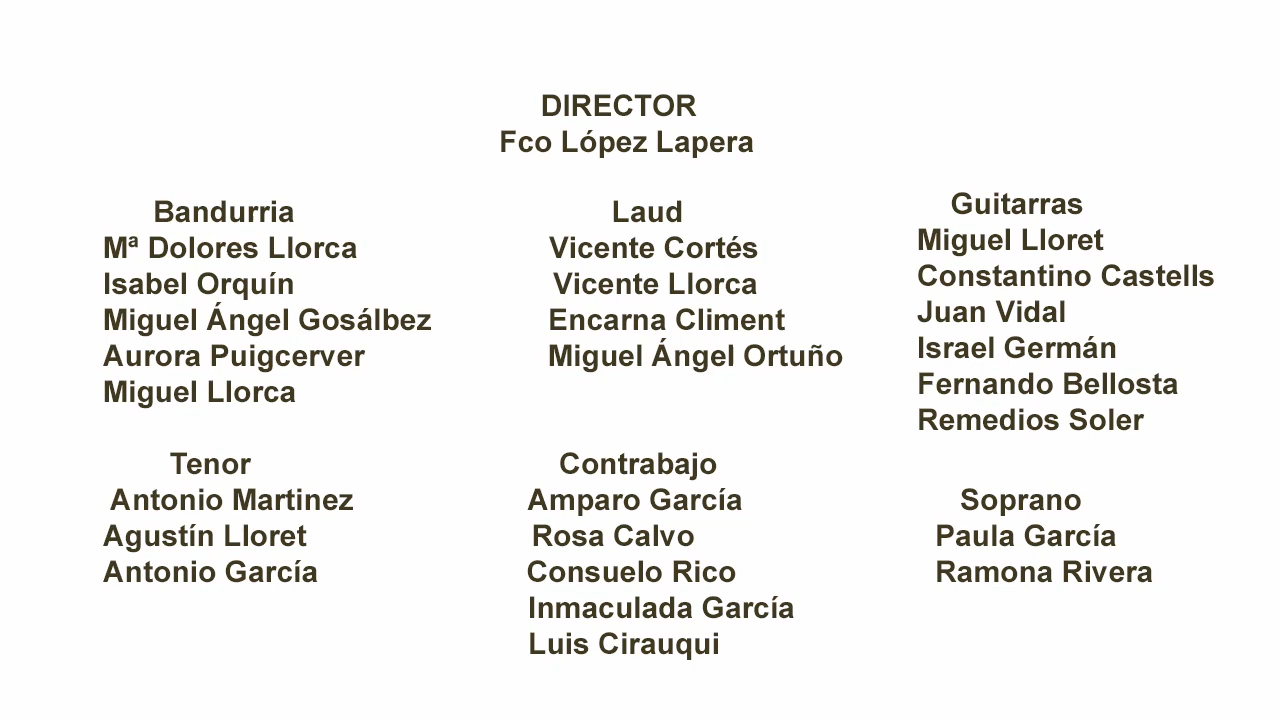 DIRECTOR
Fco López Lapera
Bandurria
Mª Dolores Llorca
Isabel Orquín
Miguel Ángel Gosálbez
Aurora Puigcerver
Miguel Llorca
Laud
Vicente Cortés
Vicente Llorca
Encarna Climent
Miguel Ángel Ortuño
Guitarras
Miguel Lloret
Constantino Castells
Juan Vidal
Israel Germán
Fernando Bellosta
Remedios Soler
Tenor
Antonio Martinez
Agustín Lloret
Antonio García
Contrabajo
Amparo García
Rosa Calvo
Consuelo Rico
Inmaculada García
Luis Cirauqui
Soprano
Paula García
Ramona Rivera